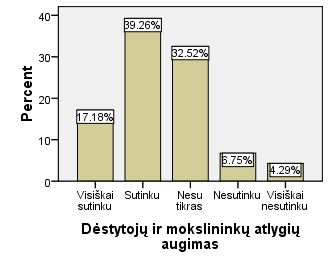 40
30
20
10
0
Percent
17.18%
39.26%
32.52%
6.75%
4.29%
Visiškai
sutinku
Sutinku
Nesu
tikras
Nesutinku
Visiškai
nesutinku
Dėstytojų ir mokslininkų atlygių
augimas